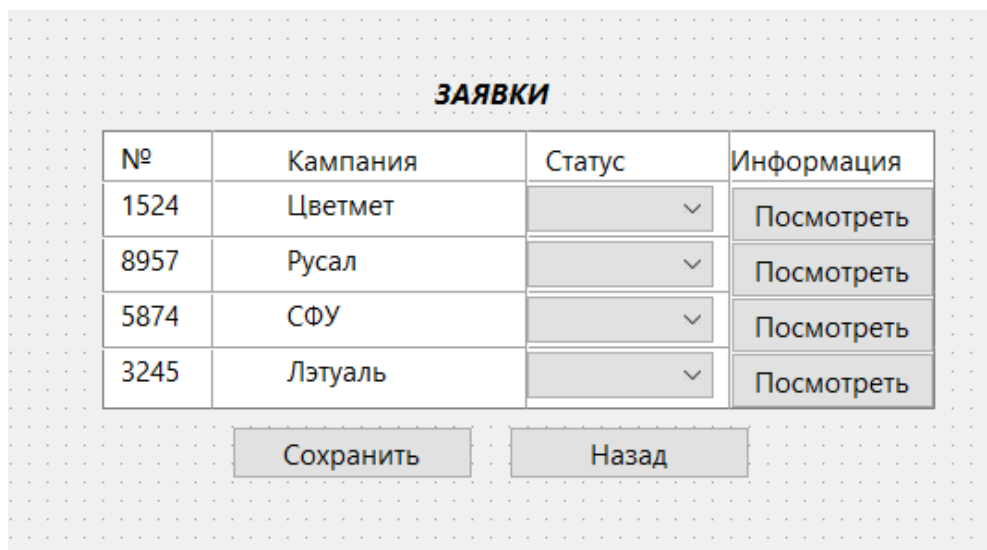 ЗАЯВКИ
№ Кампания Статус Информация
1524 Цветмет Посмотреть
8957 Русал Посмотреть
5874 СФУ Посмотреть
3245 Лэтуаль Посмотреть
Сохранить Назад